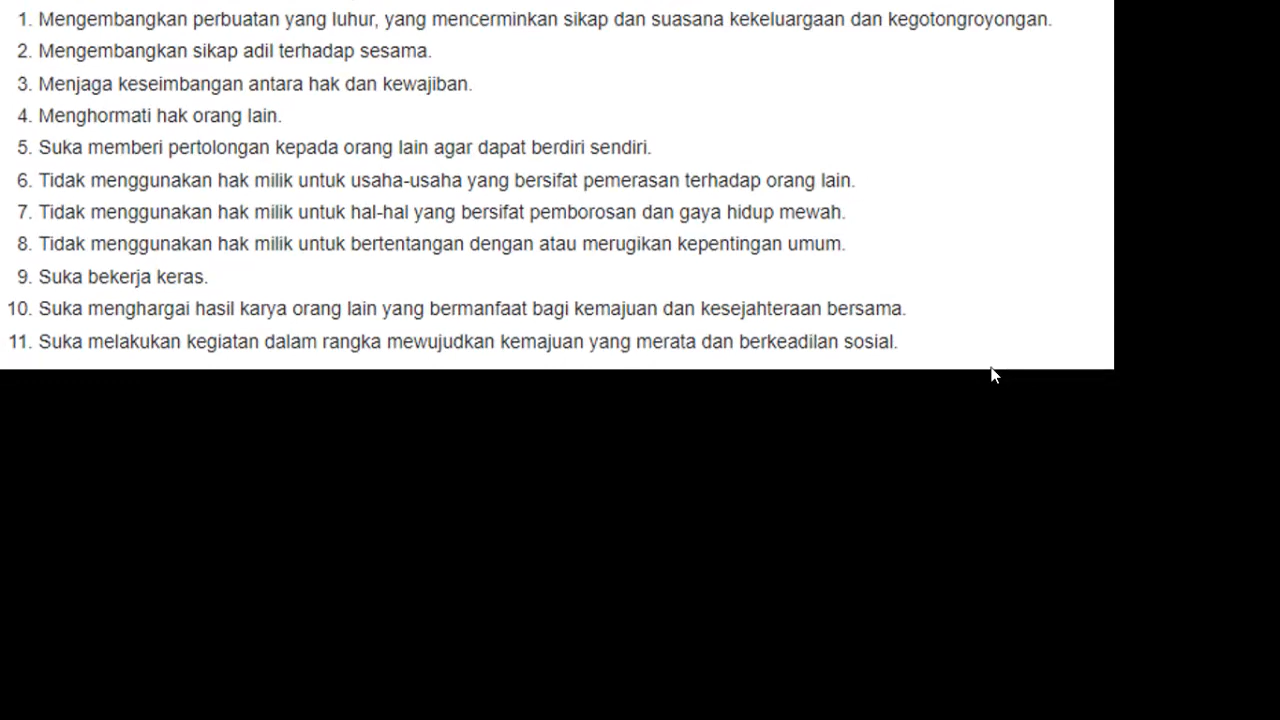 1. Mengembangkan perbuatan yang luhur, yang mencerminkan sikap dan suasana kekeluargaan dan kegotongroyongan.
2. Mengembangkan sikap adil terhadap sesama.
3. Menjaga keseimbangan antara hak dan kewajiban.
4. Menghormati hak orang lain.
5. Suka memberi pertolongan kepada orang lain agar dapat berdiri sendiri.
6. Tidak menggunakan hak milik untuk usaha-usaha yang bersifat pemerasan terhadap orang lain.
7. Tidak menggunakan hak milik untuk hal-hal yang bersifat pemborosan dan gaya hidup mewah.
8. Tidak menggunakan hak milik untuk bertentangan dengan atau merugikan kepentingan umum.
9. Suka bekerja keras.
10. Suka menghargai hasil karya orang lain yang bermanfaat bagi kemajuan dan kesejahteraan bersama.
11. Suka melakukan kegiatan dalam rangka mewujudkan kemajuan yang merata dan berkeadilan sosial.